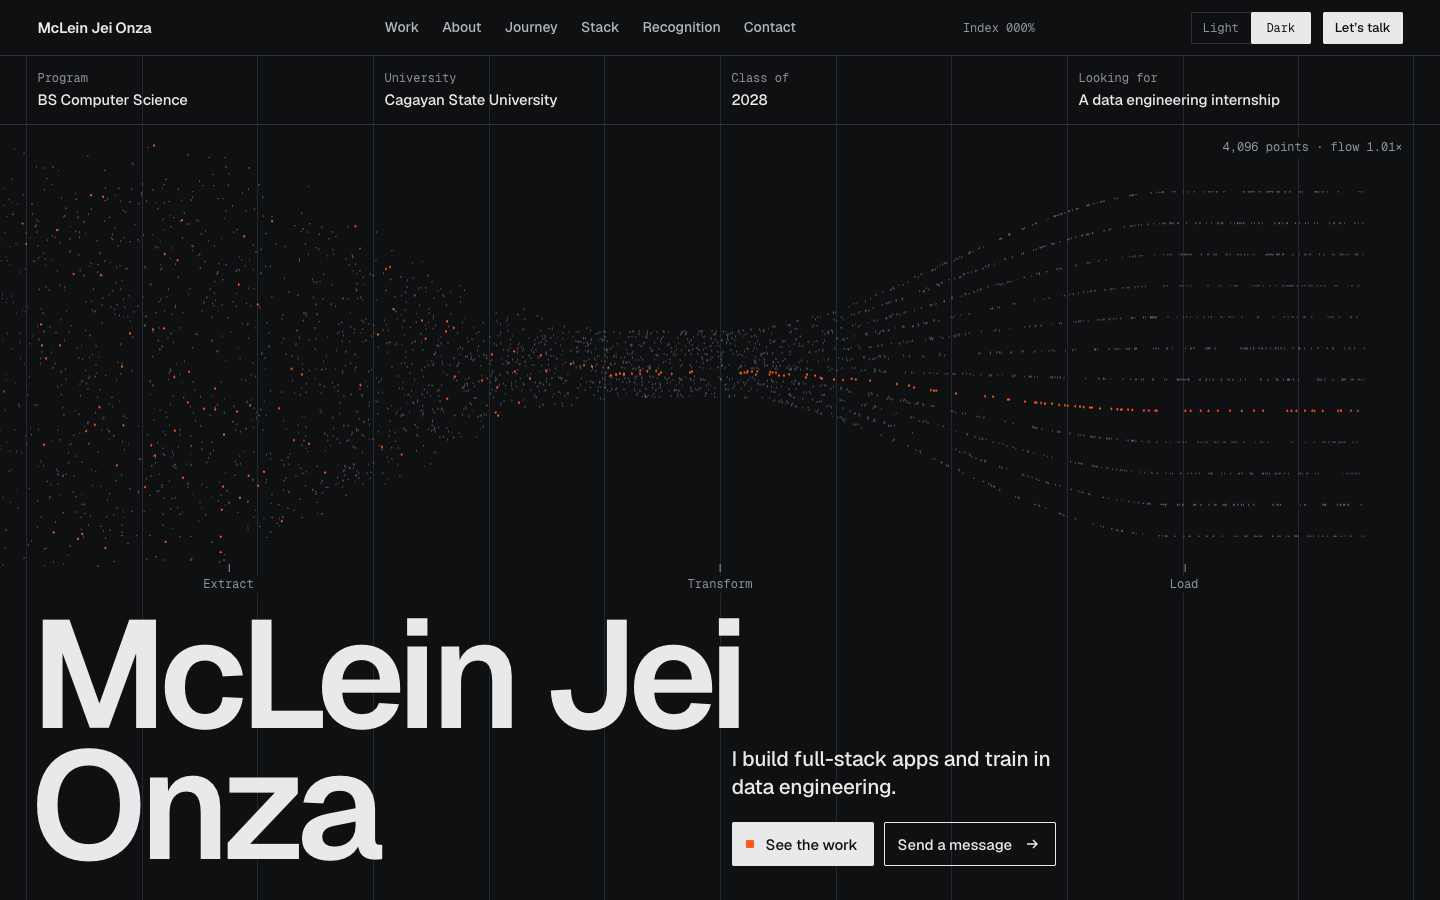 McLein Jei Onza
Work About Journey Stack Recognition Contact
Index 000%
Light Dark
Let's talk
Program
BS Computer Science
University
Cagayan State University
Class of
2028
Looking for
A data engineering internship
4,096 points · flow 1.01×
Extract
Transform
Load
McLein Jei
Onza
I build full-stack apps and train in
data engineering.
See the work
Send a message →